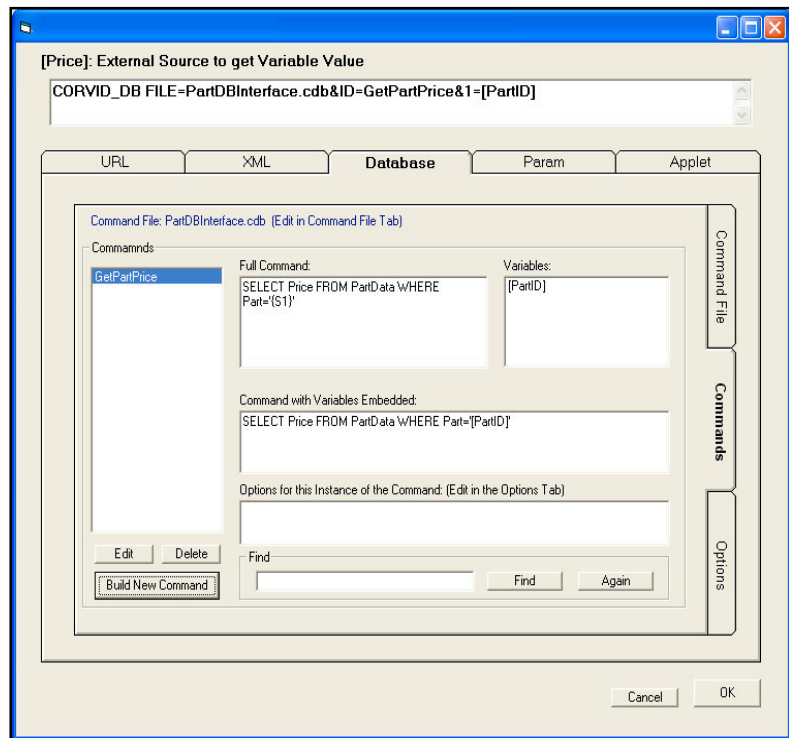 [Price]: External Source to get Variable Value
CORVID_DB FILE=PartDBInterface.cdb&ID=GetPartPrice&1=[PartID]
URL
XML
Database
Param
Applet
Command File: PartDBInterface.cdb (Edit in Command File Tab)
Commamnds
GetPartPrice
Full Command:
SELECT Price FROM PartData WHERE
Part='{S1}'
Variables:
[PartID]
Command with Variables Embedded:
SELECT Price FROM PartData WHERE Part='[PartID]'
Options for this Instance of the Command: (Edit in the Options Tab)
Edit
Delete
Build New Command
Find
Find
Again
Command File
Commands
Options
Cancel
OK